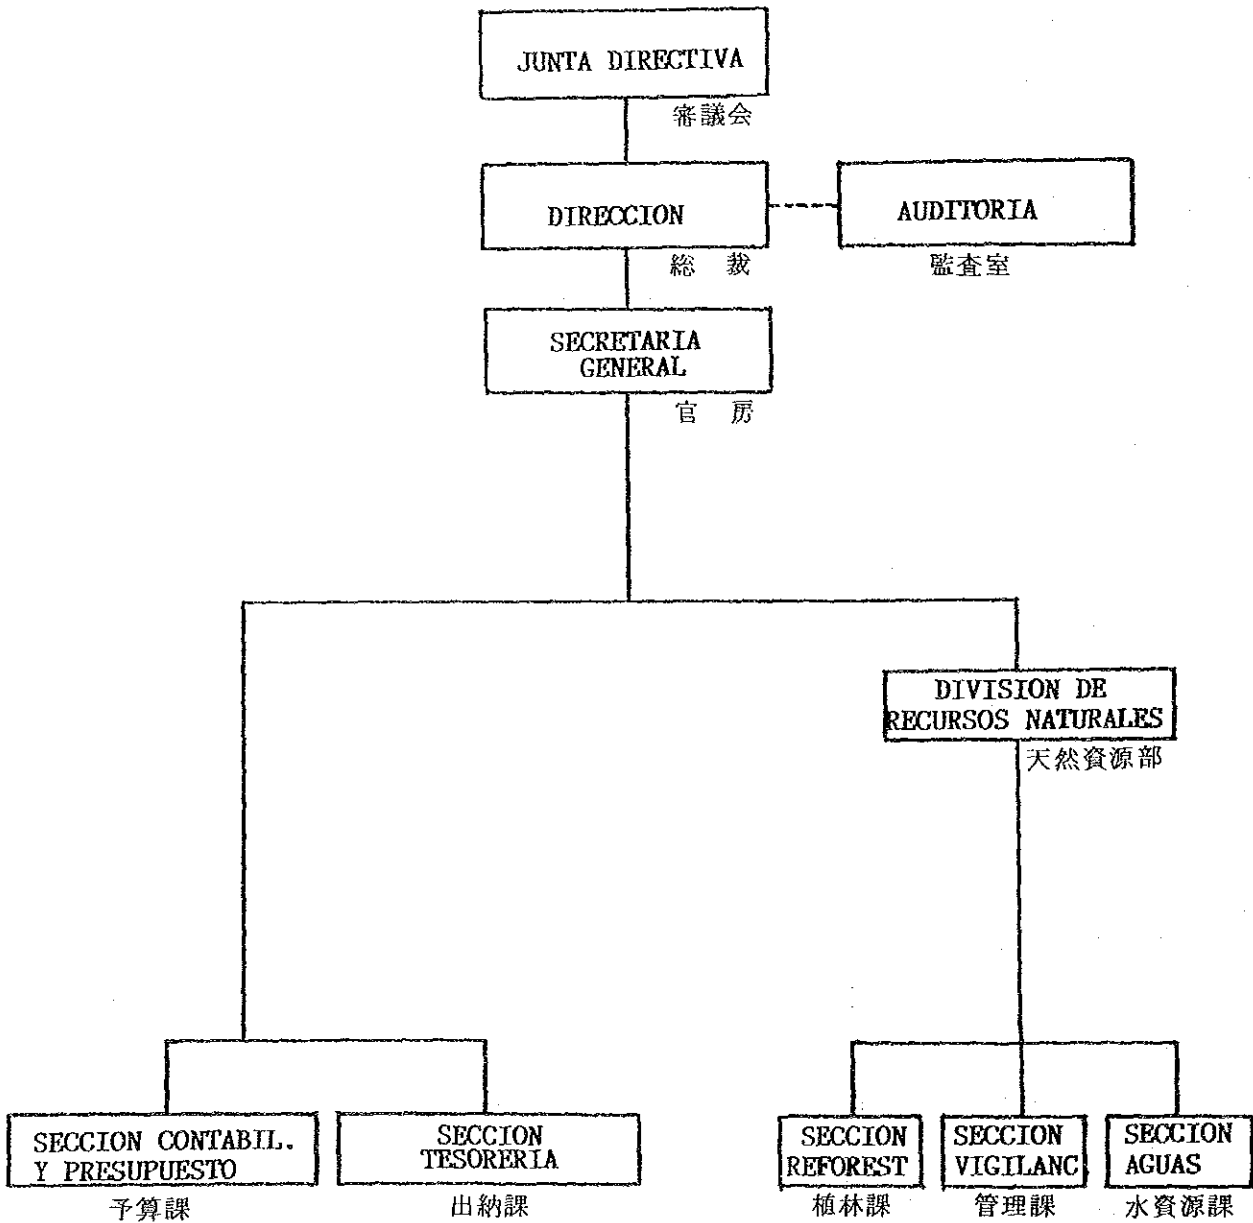 JUNTA DIRECTIVA
審議会
DIRECCION
総 裁
AUDITORIA
監査室
SECRETARIA
GENERAL
官 房
DIVISION DE
RECURSOS NATURALES
天然資源部
SECCION CONTABIL.
Y PRESUPUESTO
予算課
SECCION
TESORERIA
出納課
SECCION
REFOREST
植林課
SECCION
VIGILANC
管理課
SECCION
AGUAS
水資源課